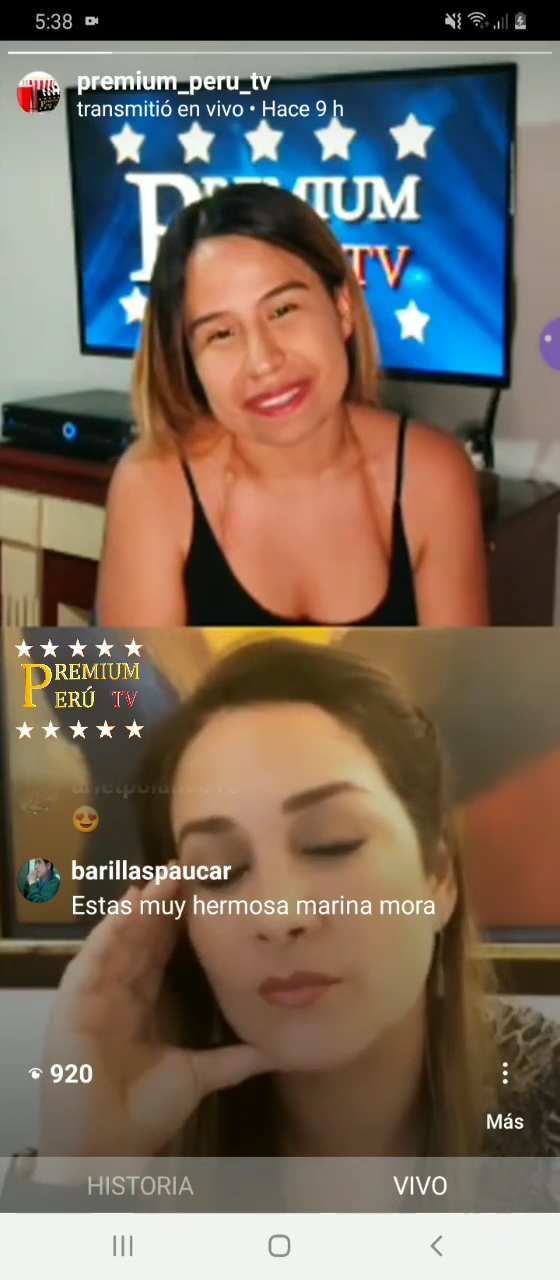 5:38
premium_peru_tv
transmitió en vivo • Hace 9 h
PREMIUM
TV
PREMIUM
PERÚ TV
😍
barillaspaucar
Estas muy hermosa marina mora
920
Más
HISTORIA
VIVO